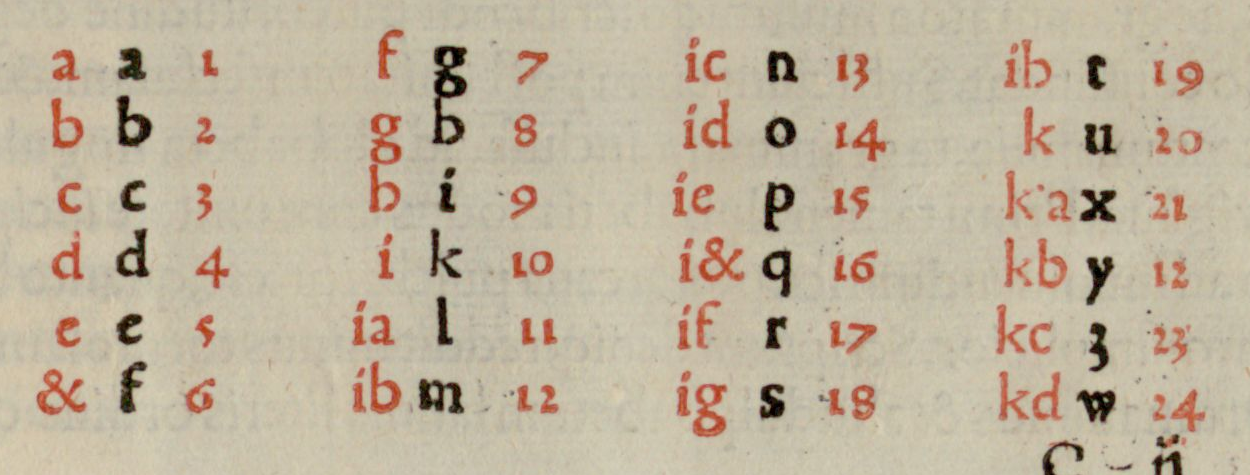 a a 1 f g 7 ic n 13 ih t 19
b b 2 g h 8 id o 14 k u 20
c c 3 h i 9 ie p 15 ka x 21
d d 4 i k 10 i& q 16 kb y 12
e e 5 ia l 11 if r 17 kc z 23
& f 6 ib m 12 ig s 18 kd w 24